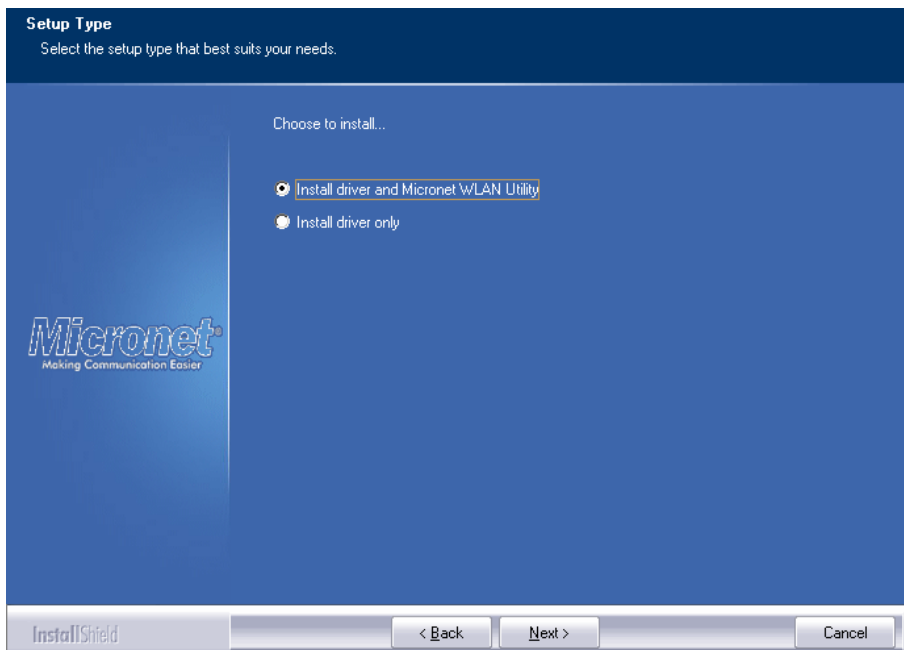 Setup Type
Select the setup type that best suits your needs.
Choose to install...
Install driver and Micronet WLAN Utility
Install driver only
Micronet®
Making Communication Easier
InstallShield
< Back
Next >
Cancel